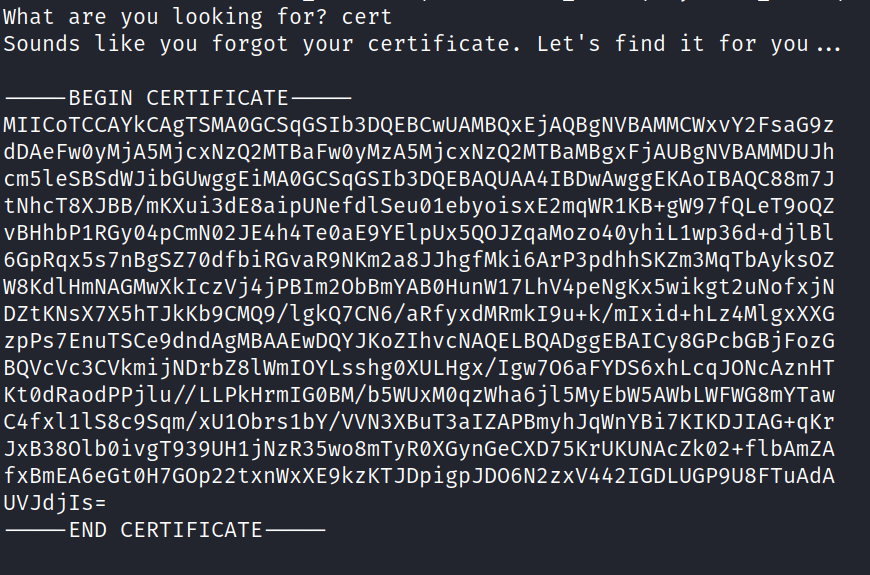 What are you looking for? cert
Sounds like you forgot your certificate. Let's find it for you...
-----BEGIN CERTIFICATE-----
MIICoTCCAYkCAgTSMA0GCSqGSIb3DQEBCwUAMBQxEjAQBgNVBAMMCWxvY2FsaG9z
dDAeFw0yMjA5MjcxNzQ2MTBaFw0yMzA5MjcxNzQ2MTBaMBgxFjAUBgNVBAMMDUJh
cm5leSBSdWJibGUwggEiMA0GCSqGSIb3DQEBAQUAA4IBDwAwggEKAoIBAQC88m7J
tNhcT8XJBB/mKXui3dE8aipUNefdlSeu01ebyoisxE2mqWR1KB+gW97fQLeT9oQZ
vBHhbP1RGy04pCmN02JE4h4Te0aE9YElpUx5QOJZqaMozo40yhiL1wp36d+djlBl
6GpRqx5s7nBgSZ70dfbiRGvaR9NKm2a8JJhgfMki6ArP3pdhhSKZm3MqTbAyksOZ
W8KdlHmNAGMwXkIczVj4jPBIm2ObBmYAB0HunW17LhV4peNgKx5wikgt2uNofxjN
DZtKNsX7X5hTJkKb9CMQ9/lgkQ7CN6/aRfyxdMRmkI9u+k/mIxid+hLz4MlgxXXG
zpPs7EnuTSCe9dndAgMBAAEwDQYJKoZIhvcNAQELBQADggEBAICy8GPcbGBjFozG
BQVcVc3CVkmijNDrbZ8lWmIOYLsshg0XULHgx/Igw7O6aFYDS6xhLcqJONcAznHT
Kt0dRaodPPjlu//LLPkHrmIG0BM/b5WUxM0qzWha6jl5MyEbW5AWbLWFWG8mYTaw
C4fxl1lS8c9Sqm/xU1Obrs1bY/VVN3XBuT3aIZAPBmyhJqWnYBi7KIKDJIAG+qKr
JxB38Olb0ivgT939UH1jNzR35wo8mTyR0XGynGeCXD75KrUKUNAcZk02+flbAmZA
fxBmEA6eGt0H7GOp22txnWxXE9kzKTJDpigpJDO6N2zxV442IGDLUGP9U8FTuAdA
UVJdjIs=
-----END CERTIFICATE-----